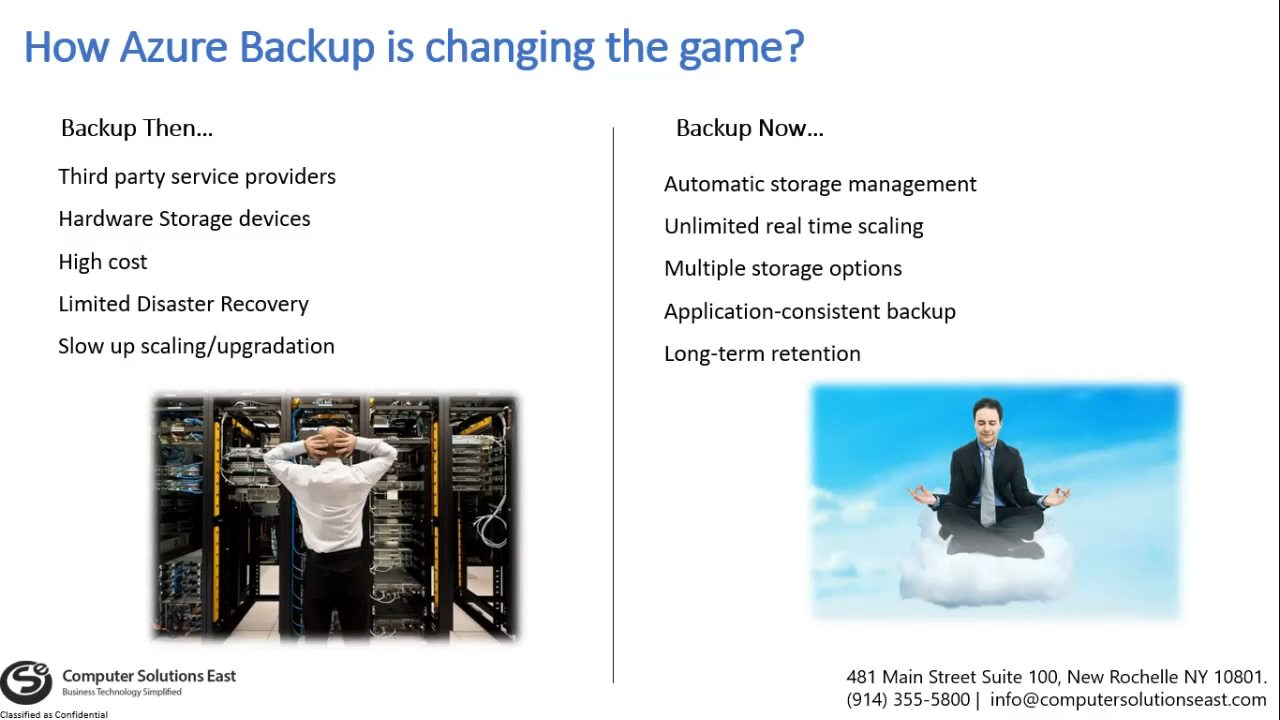 How Azure Backup is changing the game?
Backup Then...
Third party service providers
Hardware Storage devices
High cost
Limited Disaster Recovery
Slow up scaling/upgradation
Backup Now...
Automatic storage management
Unlimited real time scaling
Multiple storage options
Application-consistent backup
Long-term retention
Computer Solutions East
Business Technology Simplified
Classified as Confidential
481 Main Street Suite 100, New Rochelle NY 10801.
(914) 355-5800 | info@computersolutionseast.com